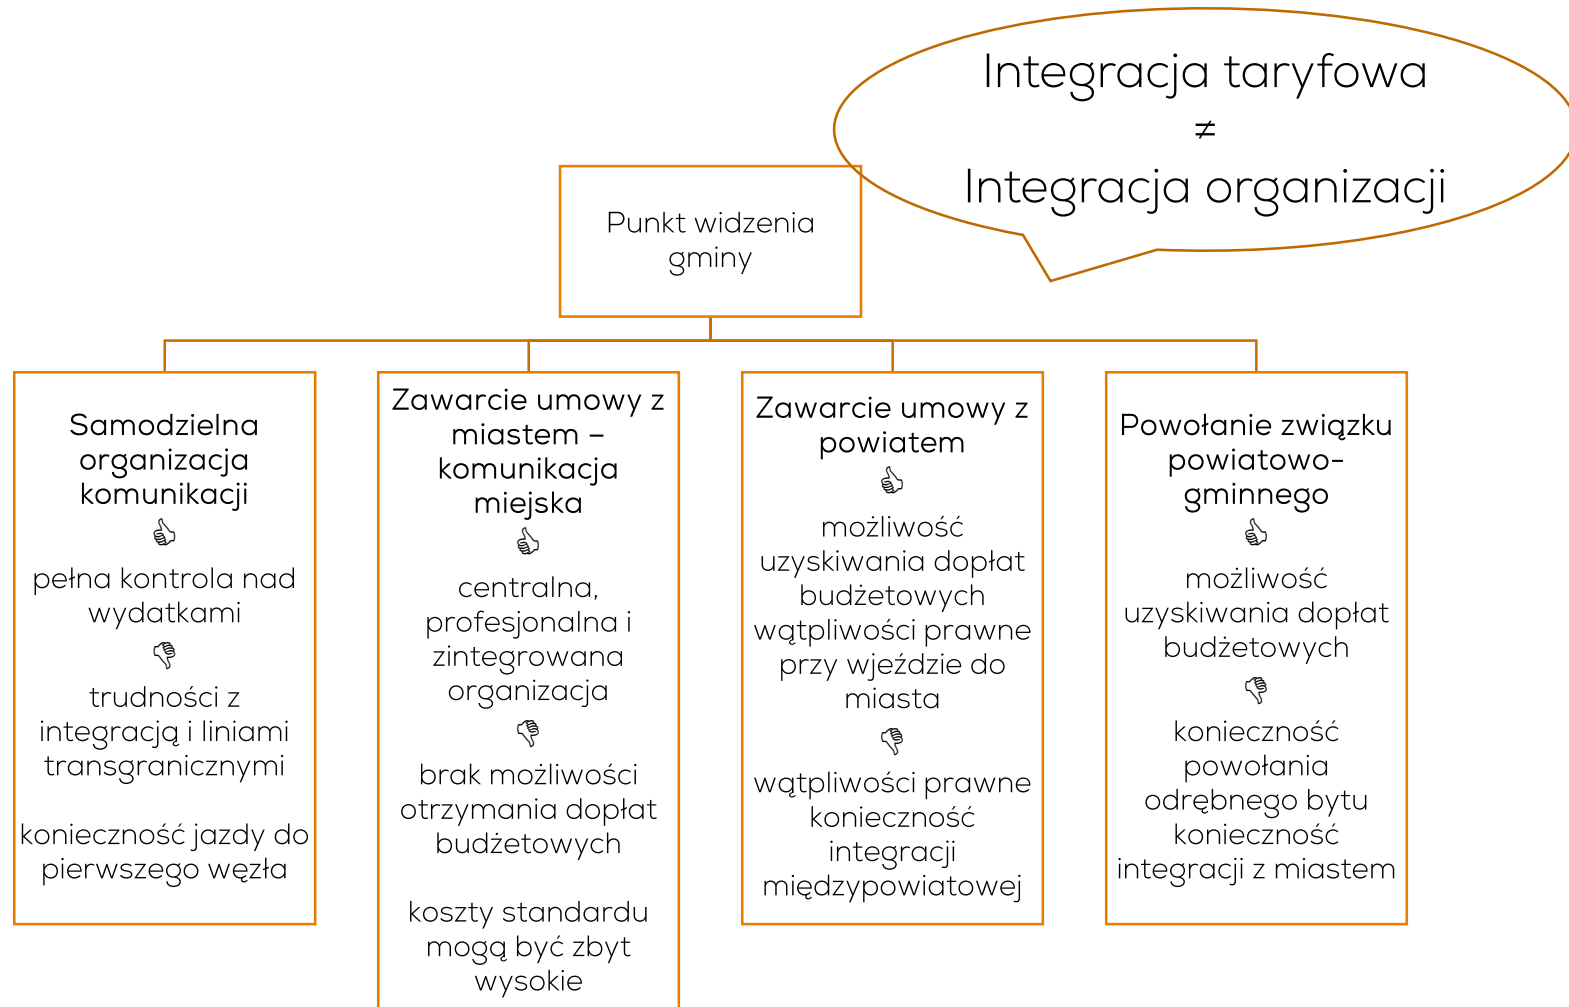 Integracja taryfowa
≠
Integracja organizacji
Punkt widzenia
gminy
Samodzielna
organizacja
komunikacji
👍
pełna kontrola nad
wydatkami
👎
trudności z
integracją i liniami
transgranicznymi
konieczność jazdy do
pierwszego węzła
Zawarcie umowy z
miastem –
komunikacja
miejska
👍
centralna,
profesjonalna i
zintegrowana
organizacja
👎
brak możliwości
otrzymania dopłat
budżetowych
koszty standardu
mogą być zbyt
wysokie
Zawarcie umowy z
powiatem
👍
możliwość
uzyskiwania dopłat
budżetowych
wątpliwości prawne
przy wjeździe do
miasta
👎
wątpliwości prawne
konieczność
integracji
międzypowiatowej
Powołanie związku
powiatowo-
gminnego
👍
możliwość
uzyskiwania dopłat
budżetowych
👎
konieczność
powołania
odrębnego bytu
konieczność
integracji z miastem